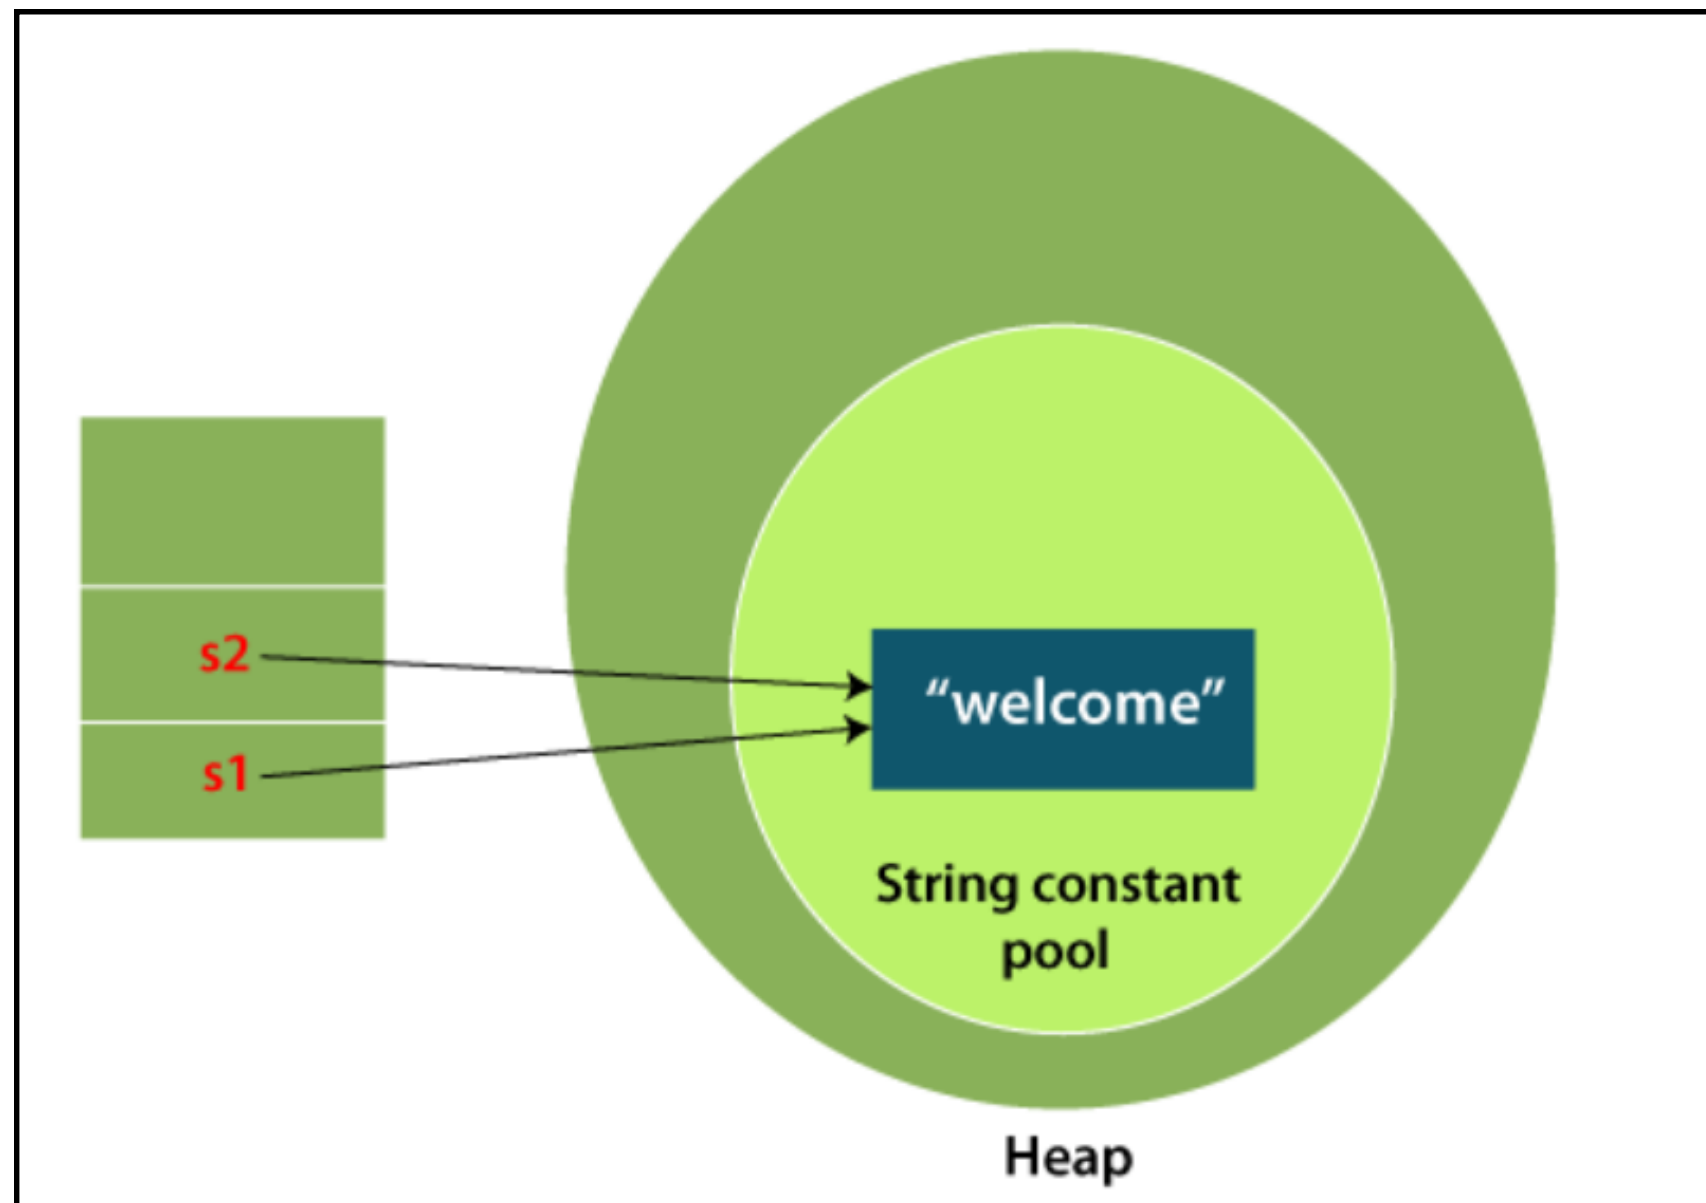 s2
s1
“welcome”
String constant
pool
Heap